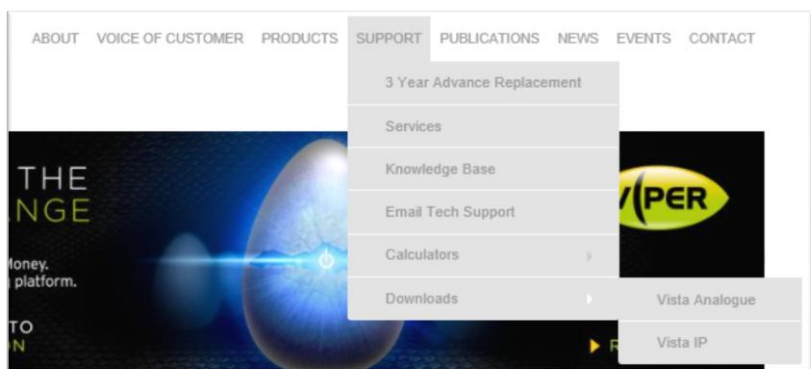 ABOUT VOICE OF CUSTOMER PRODUCTS SUPPORT PUBLICATIONS NEWS EVENTS CONTACT
3 Year Advance Replacement
Services
Knowledge Base
Email Tech Support
Calculators
Downloads
Vista Analogue
Vista IP
THE
NGE
Money.
platform.
TO
N
V(PER
R